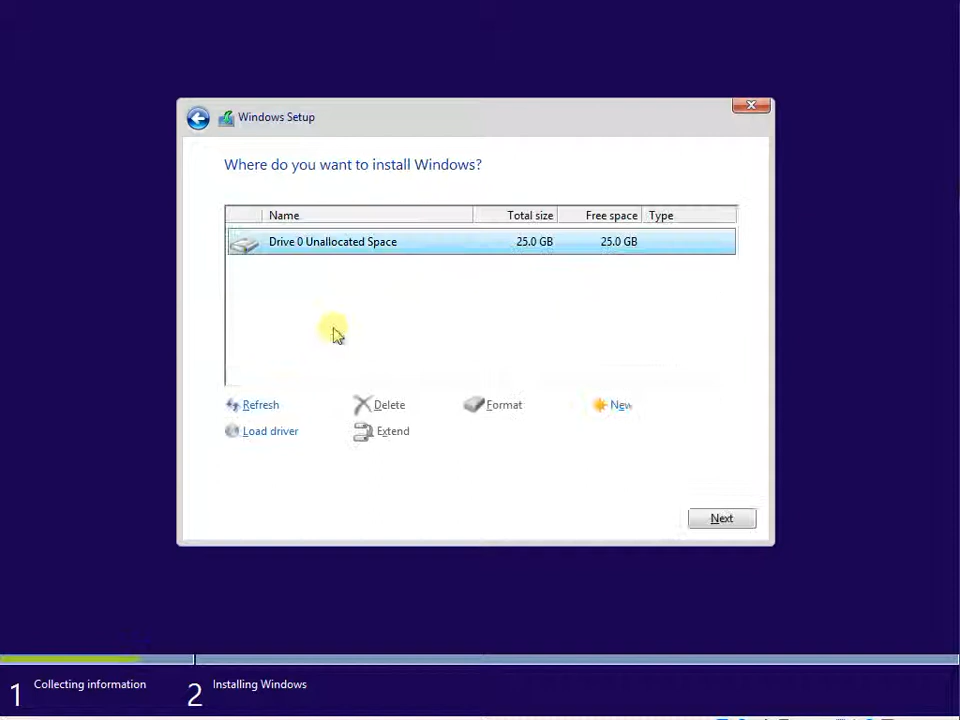 Windows Setup
Where do you want to install Windows?
Name Total size Free space Type
Drive 0 Unallocated Space 25.0 GB 25.0 GB
Refresh Delete Format New
Load driver Extend
Next
1 Collecting information 2 Installing Windows